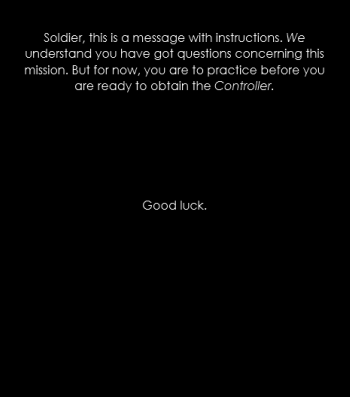 Soldier, this is a message with instructions. We
understand you have got questions concerning this
mission. But for now, you are to practice before you
are ready to obtain the Controller.
Good luck.